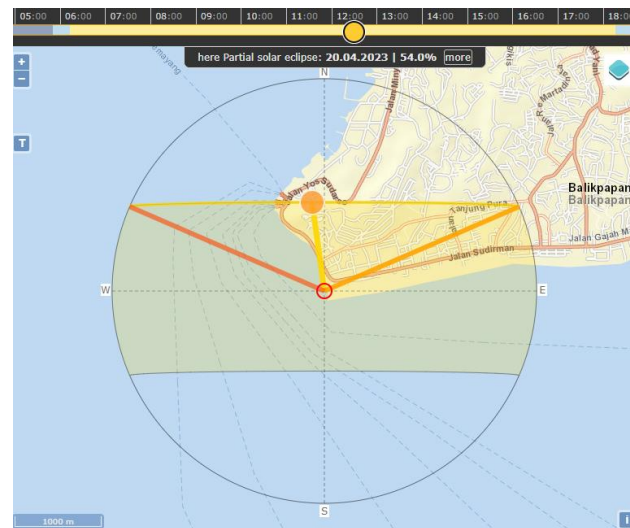 05:00 06:00 07:00 08:00 09:00 10:00 11:00 12:00 13:00 14:00 15:00 16:00 17:00 18:00
here Partial solar eclipse: 20.04.2023 | 54.0% more
+
−
T
N
Jalan Yos Sudarso
Tanjung Pura
Balikpapan
Balikpapan
Jalan Gajah M
Jalan Sudirman
W
E
S
1000 m
i